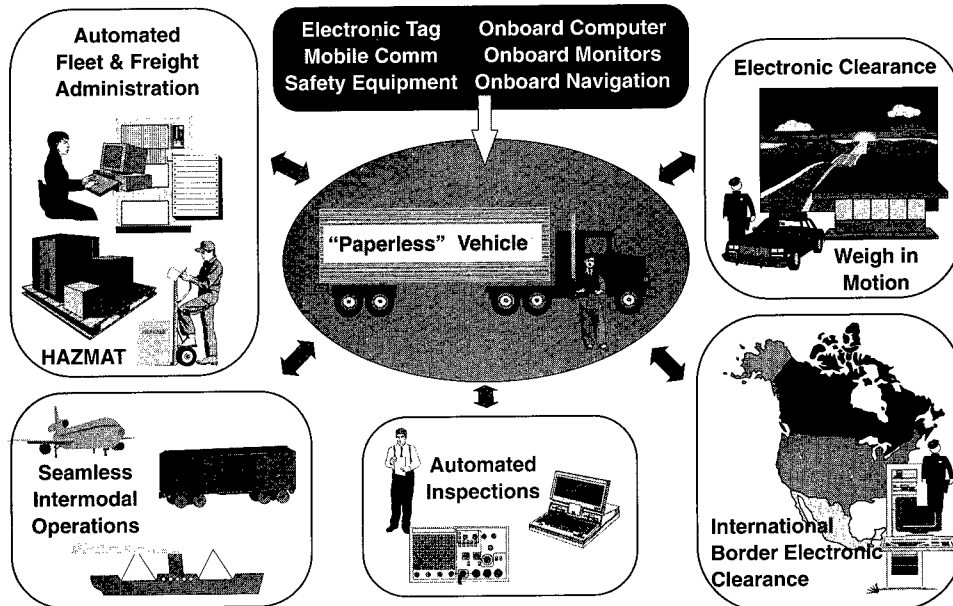 Automated
Fleet & Freight
Administration
HAZMAT
Electronic Tag
Mobile Comm
Safety Equipment
Onboard Computer
Onboard Monitors
Onboard Navigation
Electronic Clearance
Weigh in
Motion
"Paperless" Vehicle
Seamless
Intermodal
Operations
Automated
Inspections
International
Border Electronic
Clearance